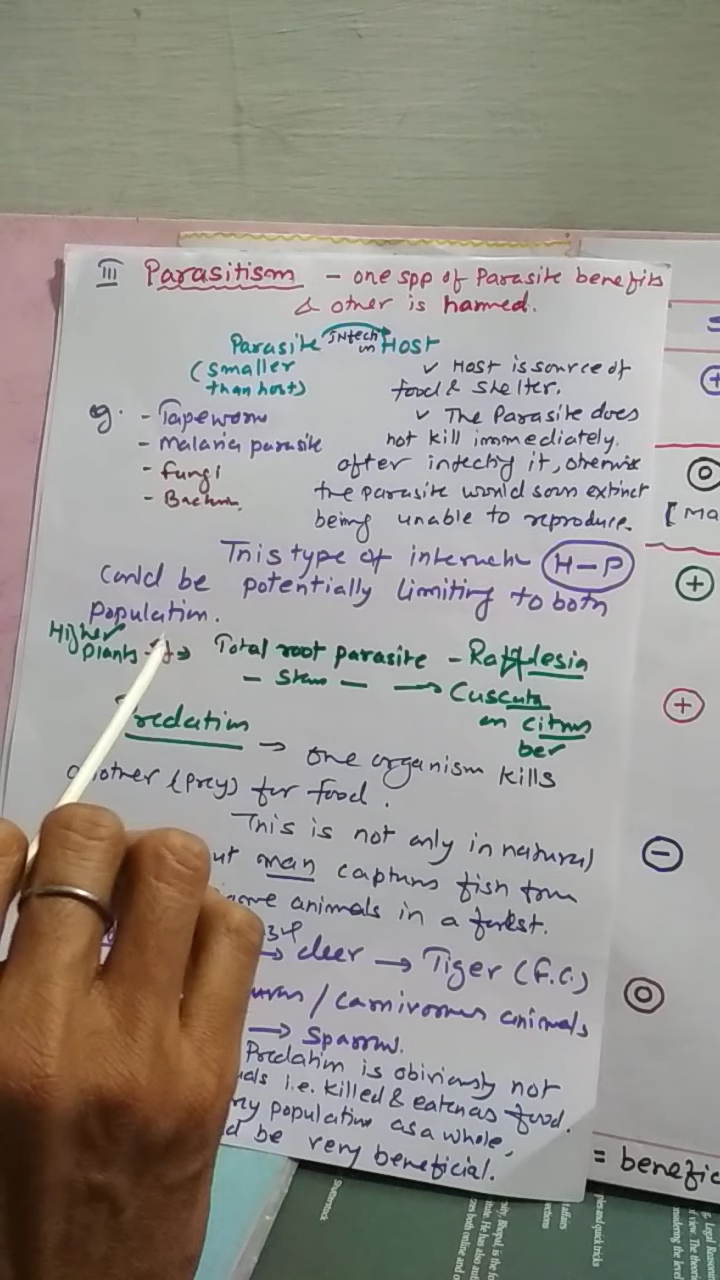 III Parasitism - one spp of Parasite benefits
& other is harmed.
Parasite infectn in Host
(smaller than host)
✓ Host is source of
food & shelter.
eg. - Tapeworm
- Malaria parasite
- Fungi
✓ The Parasite does
not kill immediately.
after infectig it, otherwise
the parasite would soon extinct
being unable to reproduce.
This type of (H-P)
could be potentially limiting to both
population.
Higher Plants → Total root parasite - Rafflesia
- Stem - → Cuscuta
on Citrus
ber
Predation → one organism kills
another (Prey) for food.
This is not only in natural
man captures fish from
animals in a forest.
→ deer → Tiger (F.C.)
/ carnivorous animals
→ Sparrow.
Predation is obviously not
i.e. killed & eaten as food.
population as a whole,
be very beneficial.
[ Ma
+
O
+
+
−
O
= benefic
Shutterstock